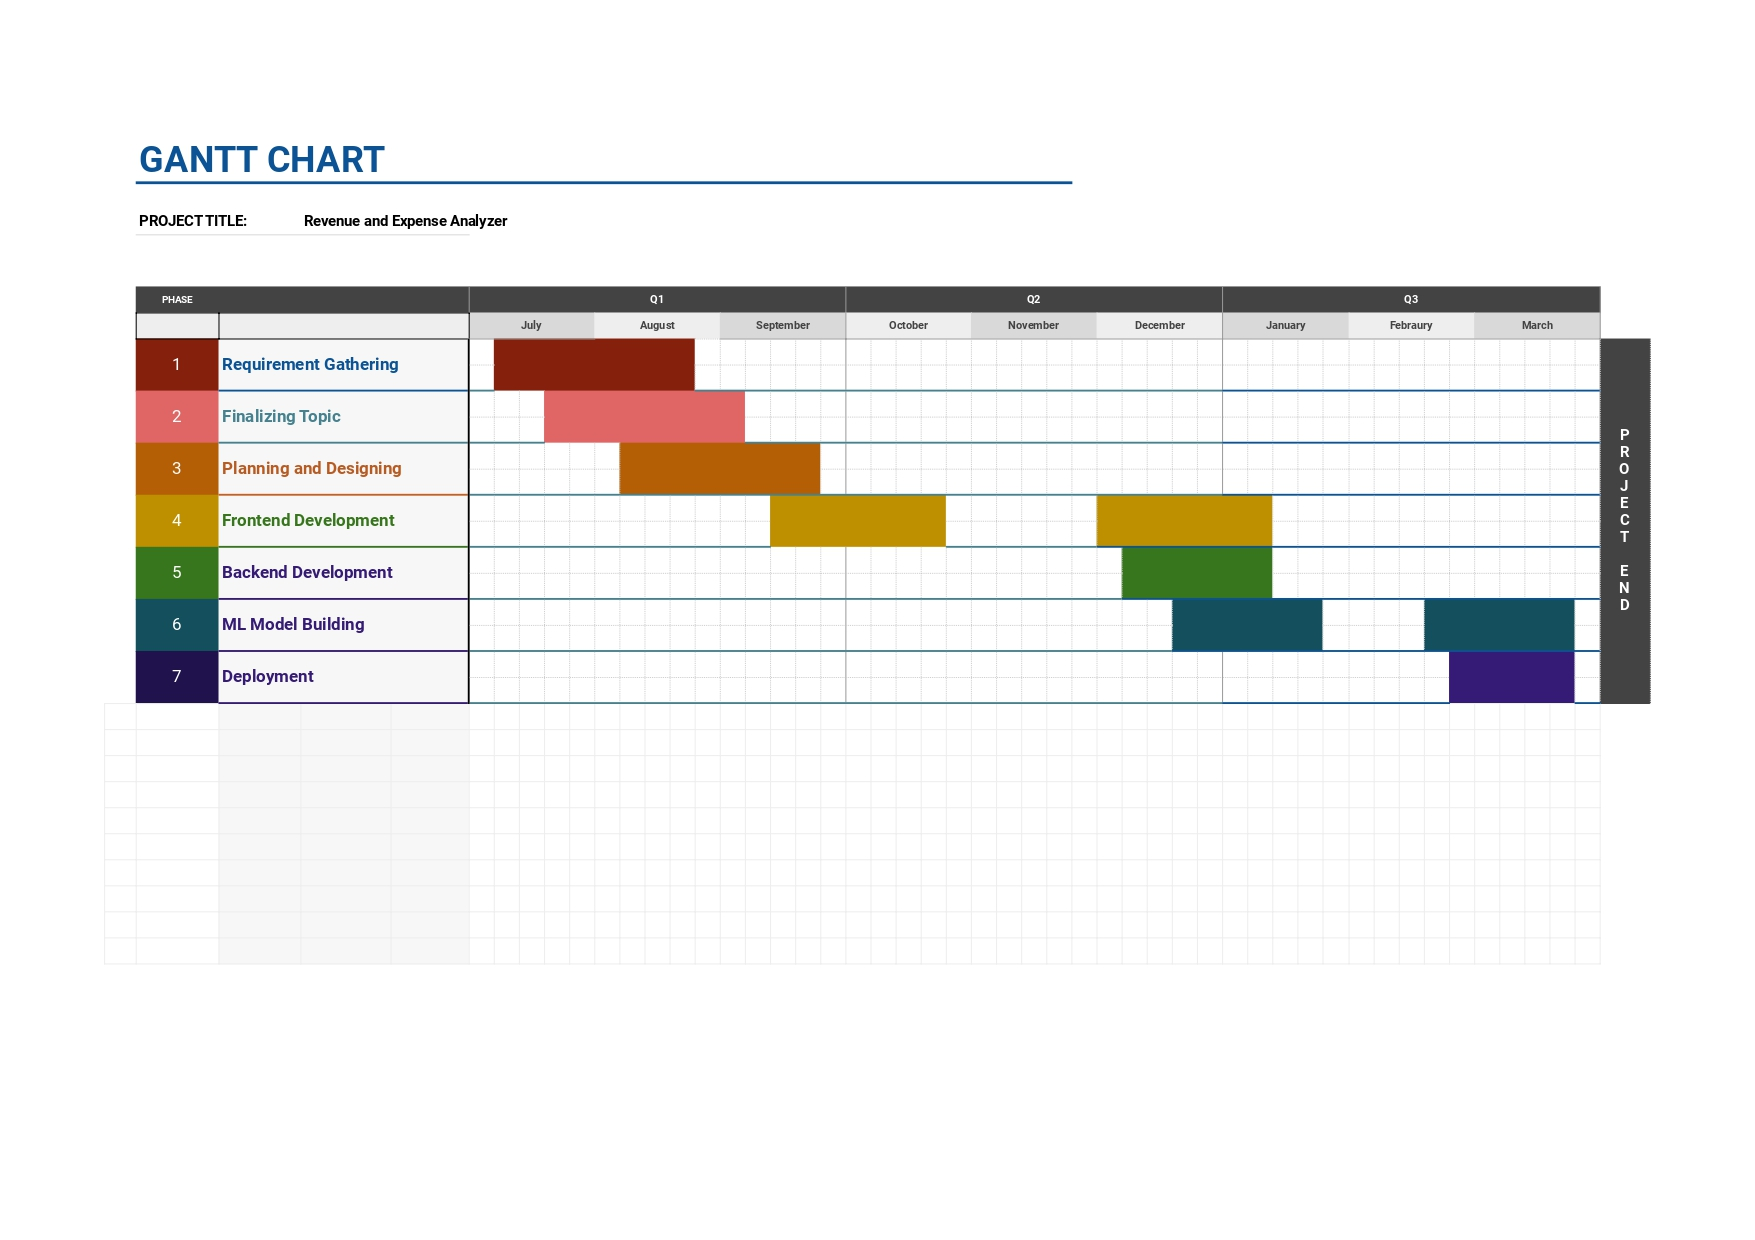 GANTT CHART
PROJECT TITLE: Revenue and Expense Analyzer
PHASE Q1 Q2 Q3
July August September October November December January Febraury March
1 Requirement Gathering
2 Finalizing Topic
3 Planning and Designing
4 Frontend Development
5 Backend Development
6 ML Model Building
7 Deployment
PROJECT END